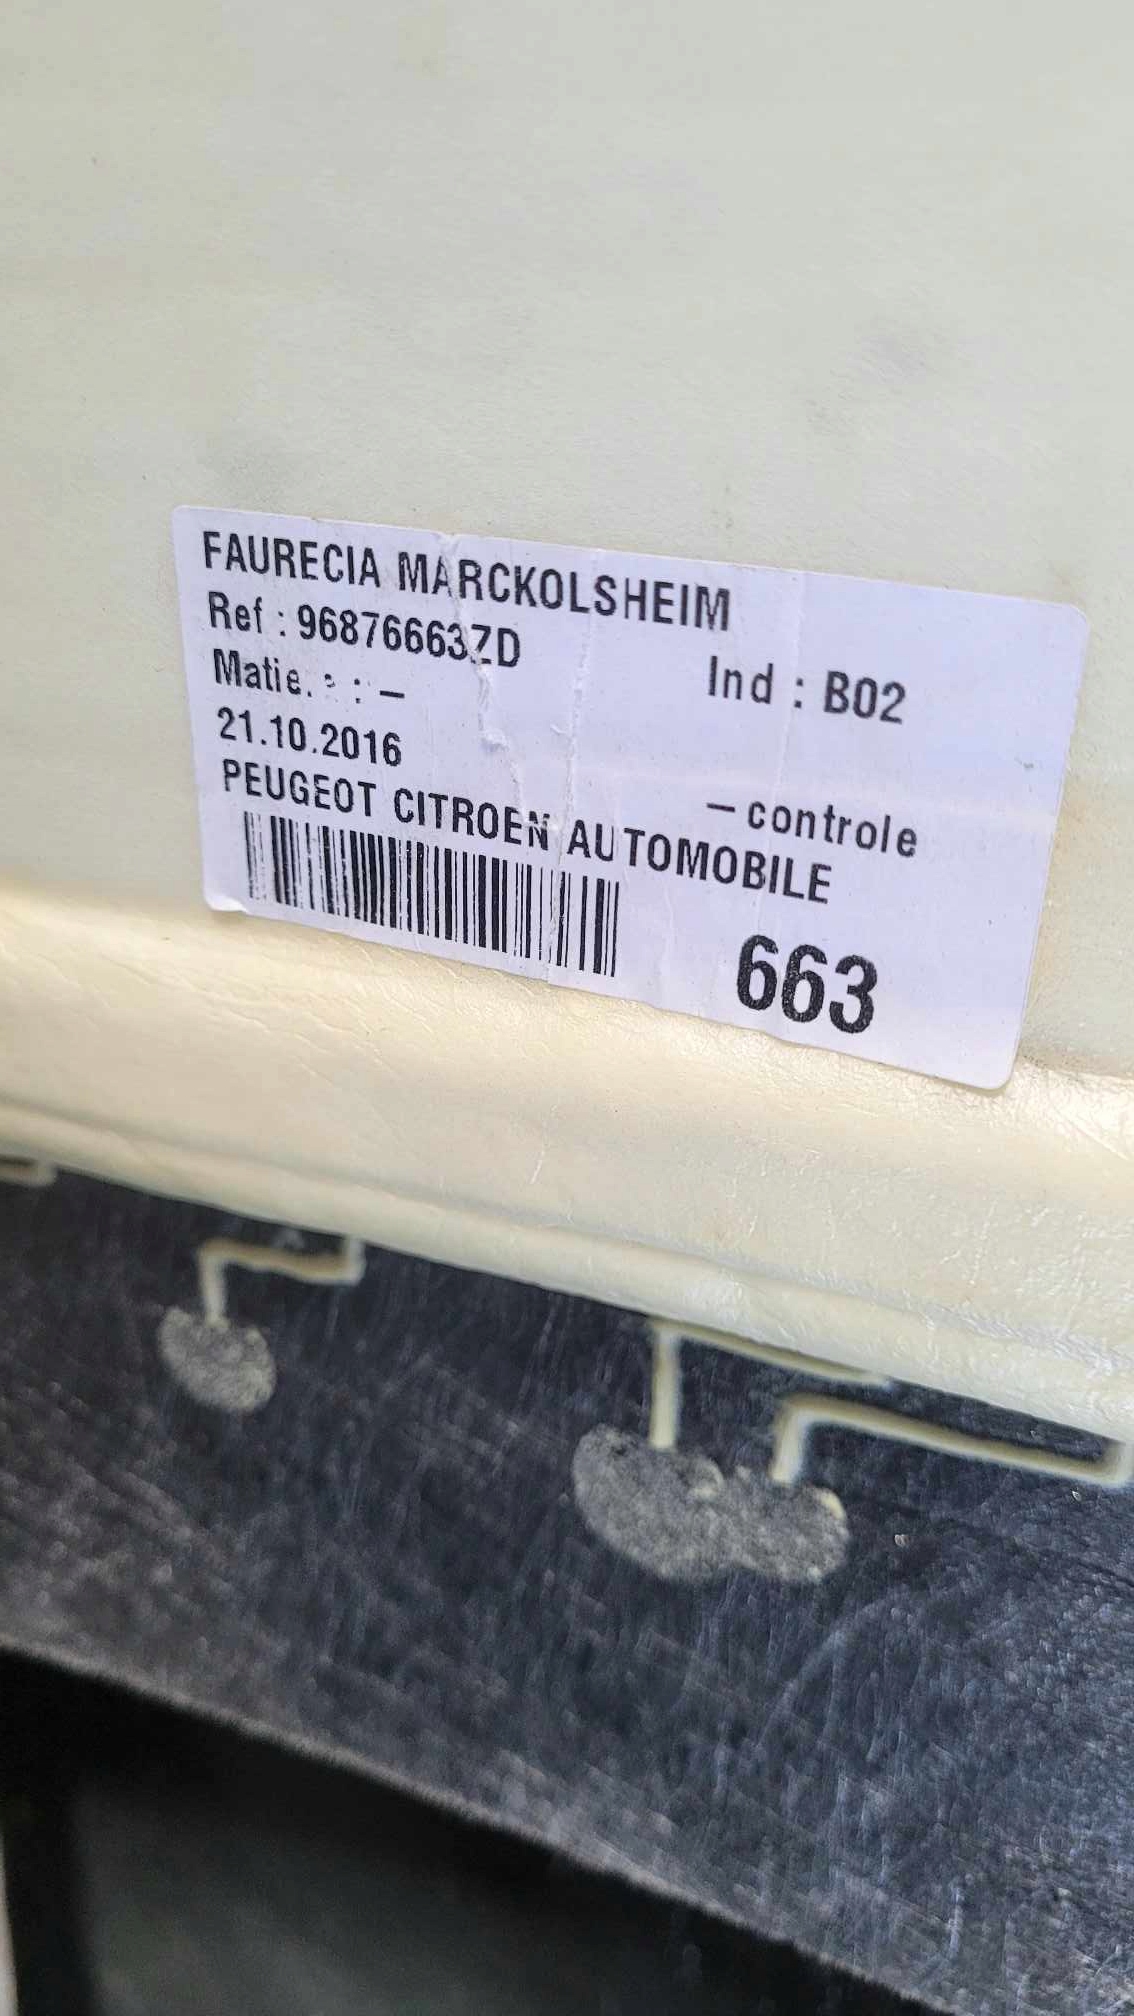 FAURECIA MARCKOLSHEIM
Ref : 96876663ZD
Ind : B02
: –
21.10.2016
– controle
PEUGEOT CITROEN AUTOMOBILE
663